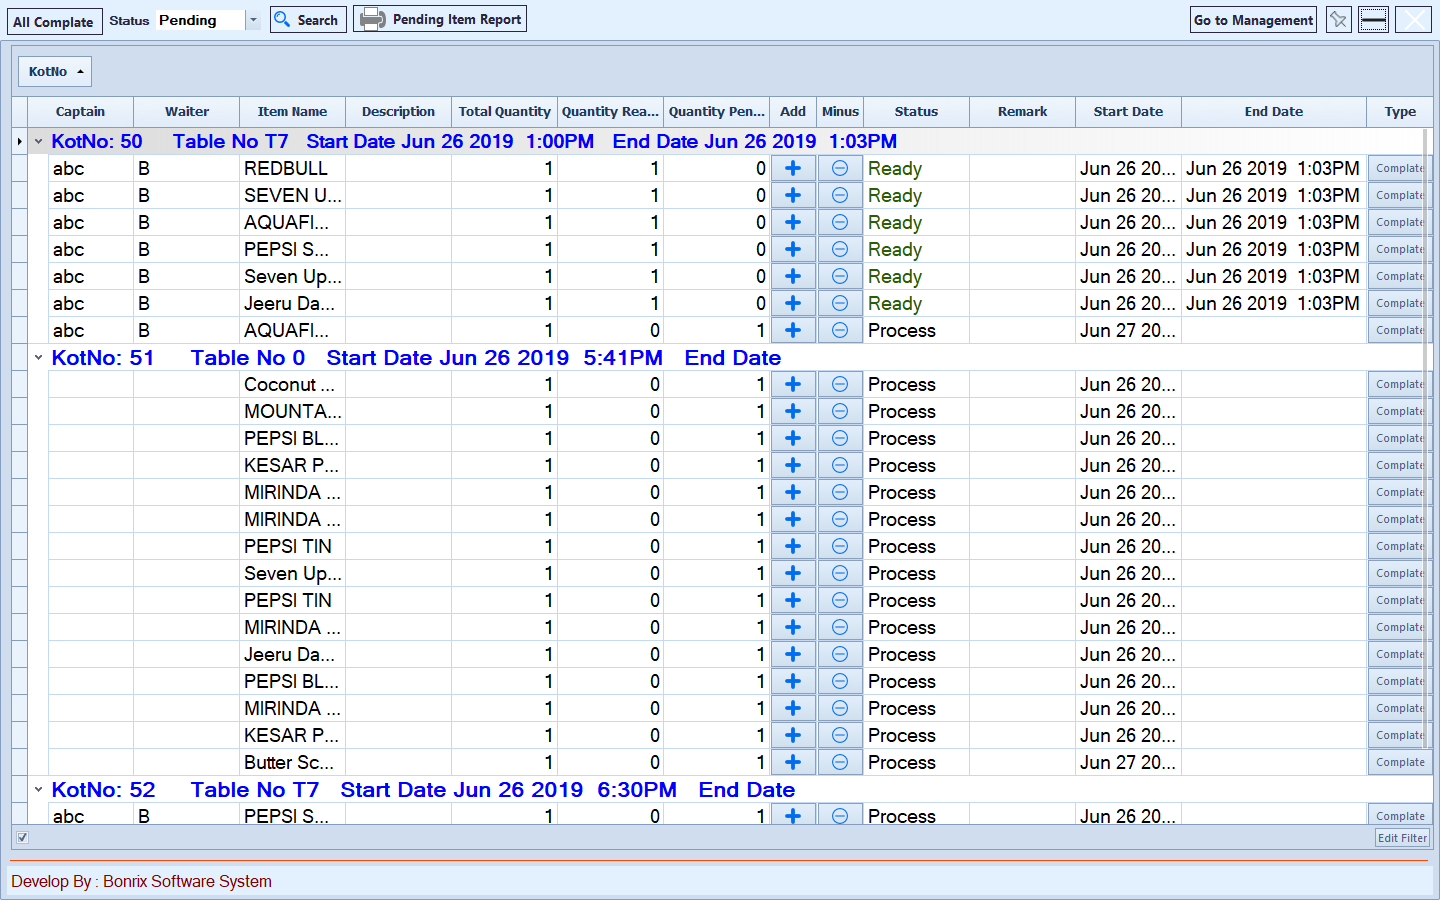 All Complate Status Pending Search Pending Item Report Go to Management
KotNo
Captain Waiter Item Name Description Total Quantity Quantity Rea... Quantity Pen... Add Minus Status Remark Start Date End Date Type
KotNo: 50 Table No T7 Start Date Jun 26 2019 1:00PM End Date Jun 26 2019 1:03PM
abc B REDBULL 1 1 0 Ready Jun 26 20... Jun 26 2019 1:03PM Complate
abc B SEVEN U... 1 1 0 Ready Jun 26 20... Jun 26 2019 1:03PM Complate
abc B AQUAFI... 1 1 0 Ready Jun 26 20... Jun 26 2019 1:03PM Complate
abc B PEPSI S... 1 1 0 Ready Jun 26 20... Jun 26 2019 1:03PM Complate
abc B Seven Up... 1 1 0 Ready Jun 26 20... Jun 26 2019 1:03PM Complate
abc B Jeeru Da... 1 1 0 Ready Jun 26 20... Jun 26 2019 1:03PM Complate
abc B AQUAFI... 1 0 1 Process Jun 27 20... Complate
KotNo: 51 Table No 0 Start Date Jun 26 2019 5:41PM End Date
Coconut ... 1 0 1 Process Jun 26 20... Complate
MOUNTA... 1 0 1 Process Jun 26 20... Complate
PEPSI BL... 1 0 1 Process Jun 26 20... Complate
KESAR P... 1 0 1 Process Jun 26 20... Complate
MIRINDA ... 1 0 1 Process Jun 26 20... Complate
MIRINDA ... 1 0 1 Process Jun 26 20... Complate
PEPSI TIN 1 0 1 Process Jun 26 20... Complate
Seven Up... 1 0 1 Process Jun 26 20... Complate
PEPSI TIN 1 0 1 Process Jun 26 20... Complate
MIRINDA ... 1 0 1 Process Jun 26 20... Complate
Jeeru Da... 1 0 1 Process Jun 26 20... Complate
PEPSI BL... 1 0 1 Process Jun 26 20... Complate
MIRINDA ... 1 0 1 Process Jun 26 20... Complate
KESAR P... 1 0 1 Process Jun 26 20... Complate
Butter Sc... 1 0 1 Process Jun 27 20... Complate
KotNo: 52 Table No T7 Start Date Jun 26 2019 6:30PM End Date
abc B PEPSI S... 1 0 1 Process Jun 26 20... Complate
Edit Filter
Develop By : Bonrix Software System